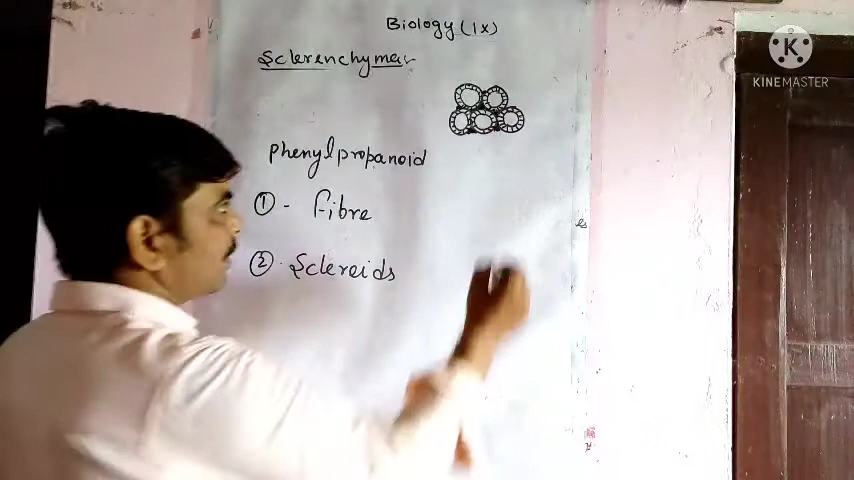 Biology (IX)
Sclerenchyma
phenylpropanoid
① - Fibre
② . Sclereids
K
KINEMASTER